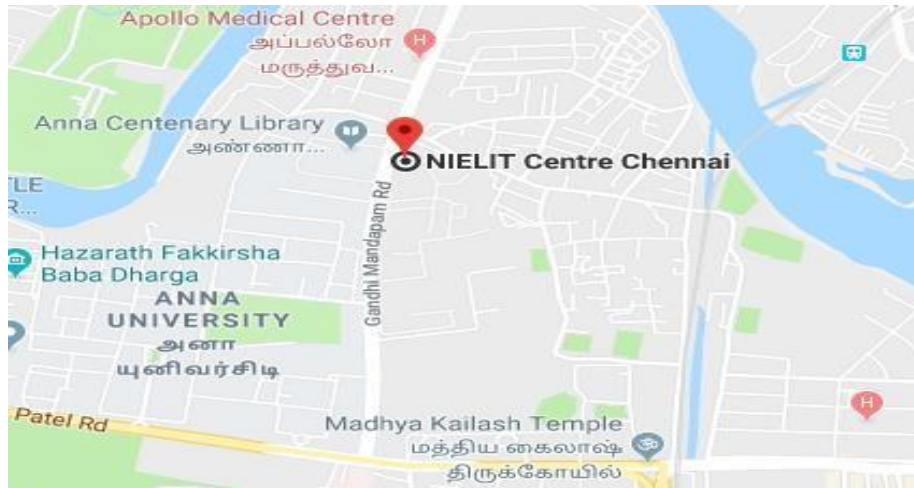 Apollo Medical Centre
அப்பல்லோ
மருத்துவ...
Anna Centenary Library
அண்ணா...
NIELIT Centre Chennai
TLE
R...
Gandhi Mandapam Rd
Hazarath Fakkirsha
Baba Dharga
ANNA
UNIVERSITY
அனா
யுனிவர்சிடி
Patel Rd
Madhya Kailash Temple
மத்திய கைலாஷ்
திருக்கோயில்
H
H